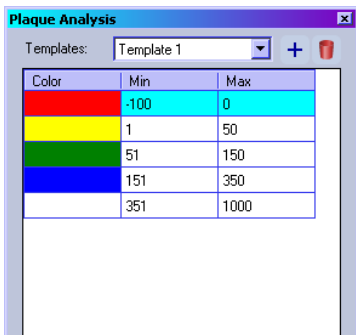 Plaque Analysis
Templates: Template 1
Color Min Max
-100 0
1 50
51 150
151 350
351 1000